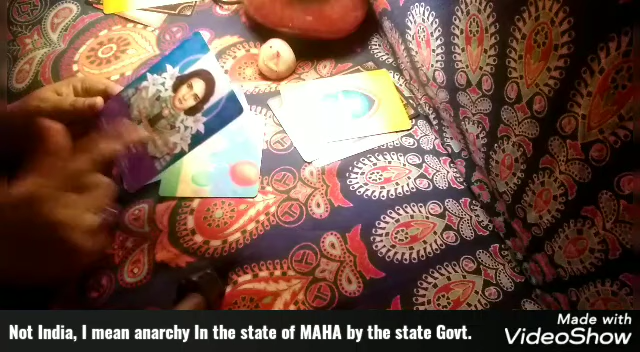 Not India, I mean anarchy In the state of MAHA by the state Govt.
Made with
VideoShow